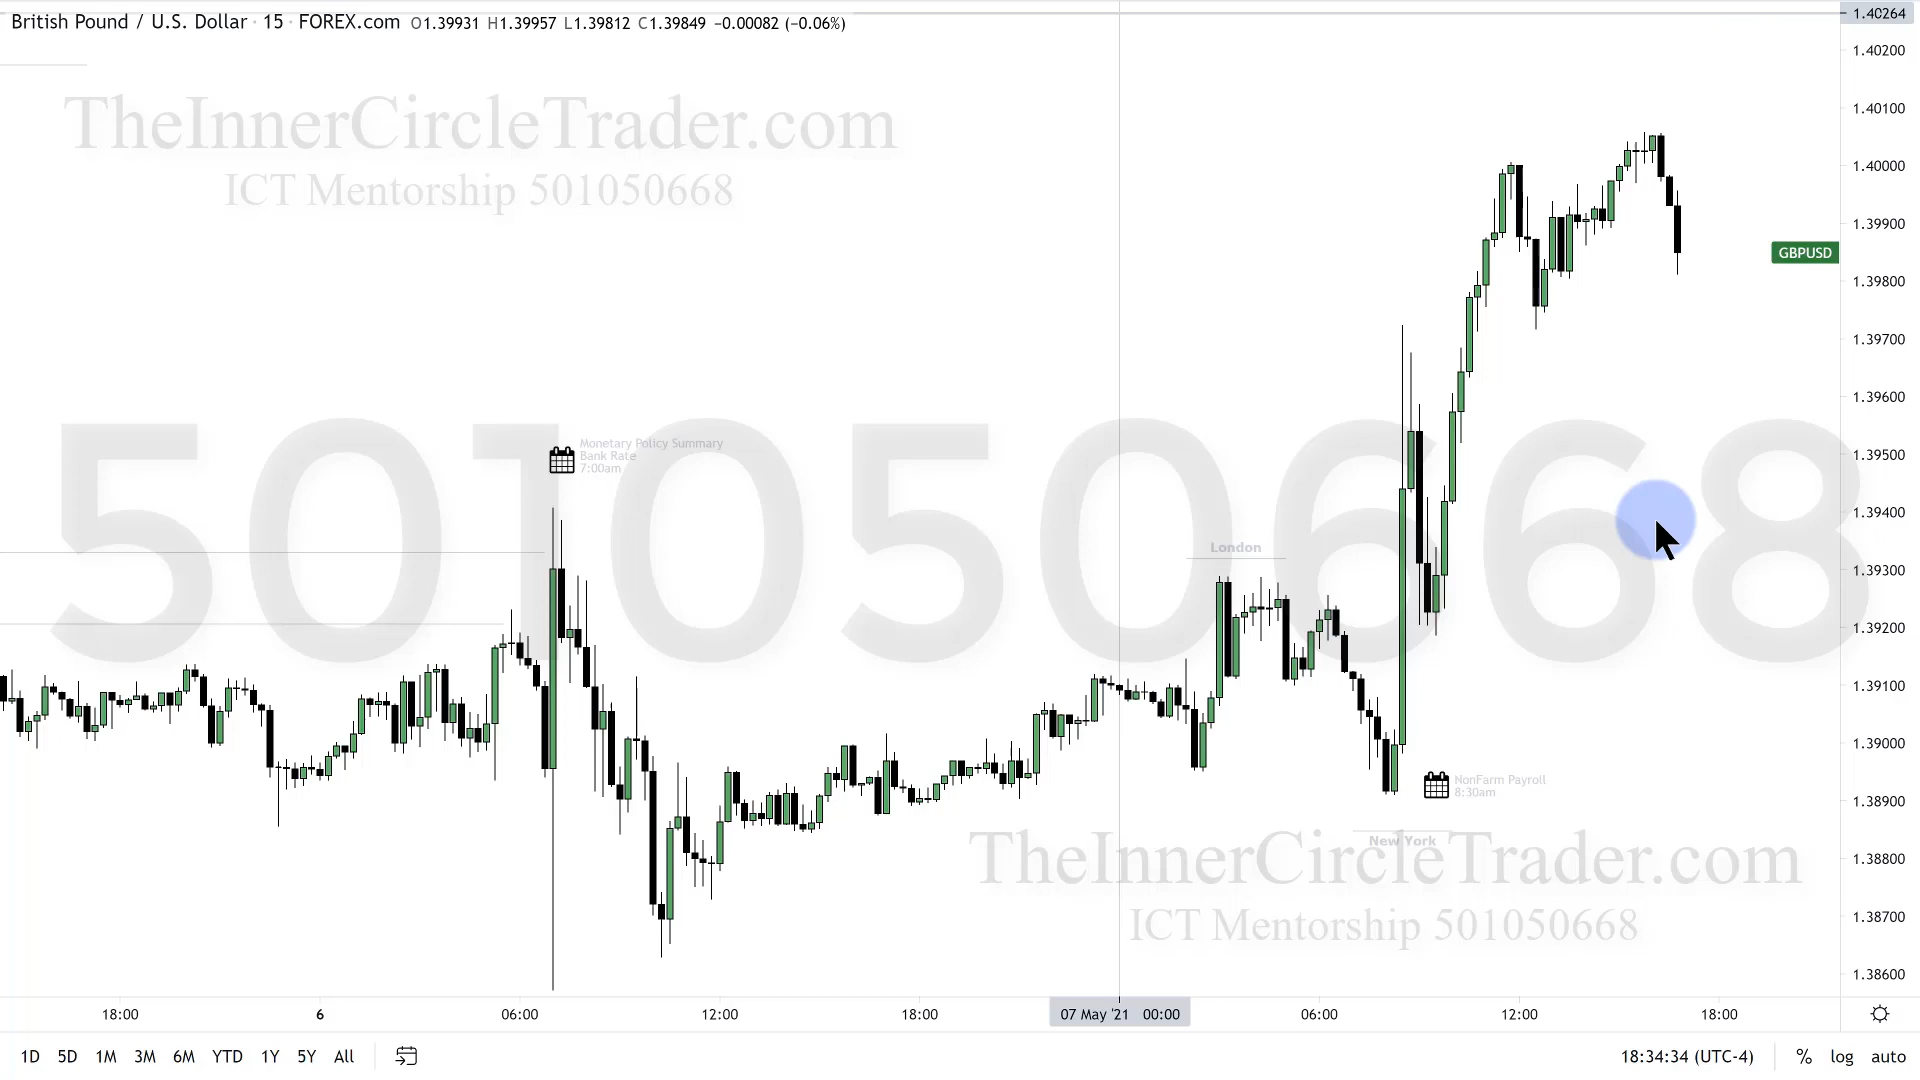 British Pound / U.S. Dollar · 15 · FOREX.com O1.39931 H1.39957 L1.39812 C1.39849 −0.00082 (−0.06%)
1.40264
1.40200
TheInnerCircleTrader.com
ICT Mentorship 501050668
1.40100
1.40000
1.39900
GBPUSD
1.39800
1.39700
1.39600
Monetary Policy Summary
Bank Rate
7:00am
1.39500
501050668
1.39400
London
1.39300
1.39200
1.39100
1.39000
NonFarm Payroll
8:30am
1.38900
New York
TheInnerCircleTrader.com
ICT Mentorship 501050668
1.38800
1.38700
1.38600
18:00 6 06:00 12:00 18:00 07 May '21 00:00 06:00 12:00 18:00
1D 5D 1M 3M 6M YTD 1Y 5Y All 18:34:34 (UTC-4) % log auto